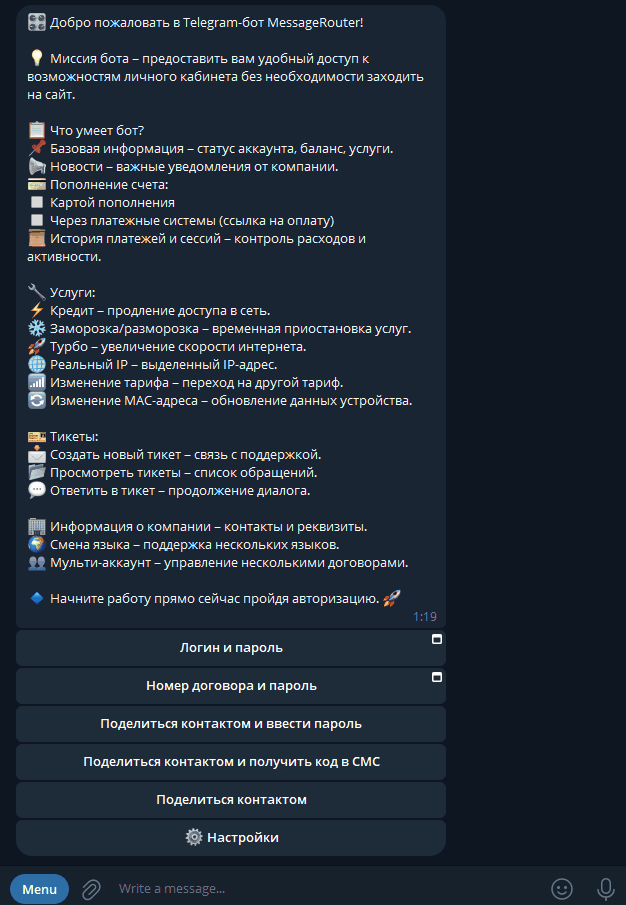 🎛 Добро пожаловать в Telegram-бот MessageRouter!
💡 Миссия бота – предоставить вам удобный доступ к
возможностям личного кабинета без необходимости заходить
на сайт.
📋 Что умеет бот?
📌 Базовая информация – статус аккаунта, баланс, услуги.
📢 Новости – важные уведомления от компании.
💳 Пополнение счета:
◻️ Картой пополнения
◻️ Через платежные системы (ссылка на оплату)
🧾 История платежей и сессий – контроль расходов и
активности.
🔧 Услуги:
⚡ Кредит – продление доступа в сеть.
❄️ Заморозка/разморозка – временная приостановка услуг.
🚀 Турбо – увеличение скорости интернета.
🌐 Реальный IP – выделенный IP-адрес.
📶 Изменение тарифа – переход на другой тариф.
🔄 Изменение MAC-адреса – обновление данных устройства.
🎫 Тикеты:
📩 Создать новый тикет – связь с поддержкой.
📂 Просмотреть тикеты – список обращений.
💬 Ответить в тикет – продолжение диалога.
🏢 Информация о компании – контакты и реквизиты.
🌍 Смена языка – поддержка нескольких языков.
👥 Мульти-аккаунт – управление несколькими договорами.
🔹 Начните работу прямо сейчас пройдя авторизацию. 🚀
1:19
Логин и пароль
Номер договора и пароль
Поделиться контактом и ввести пароль
Поделиться контактом и получить код в СМС
Поделиться контактом
⚙️ Настройки
Menu
Write a message...